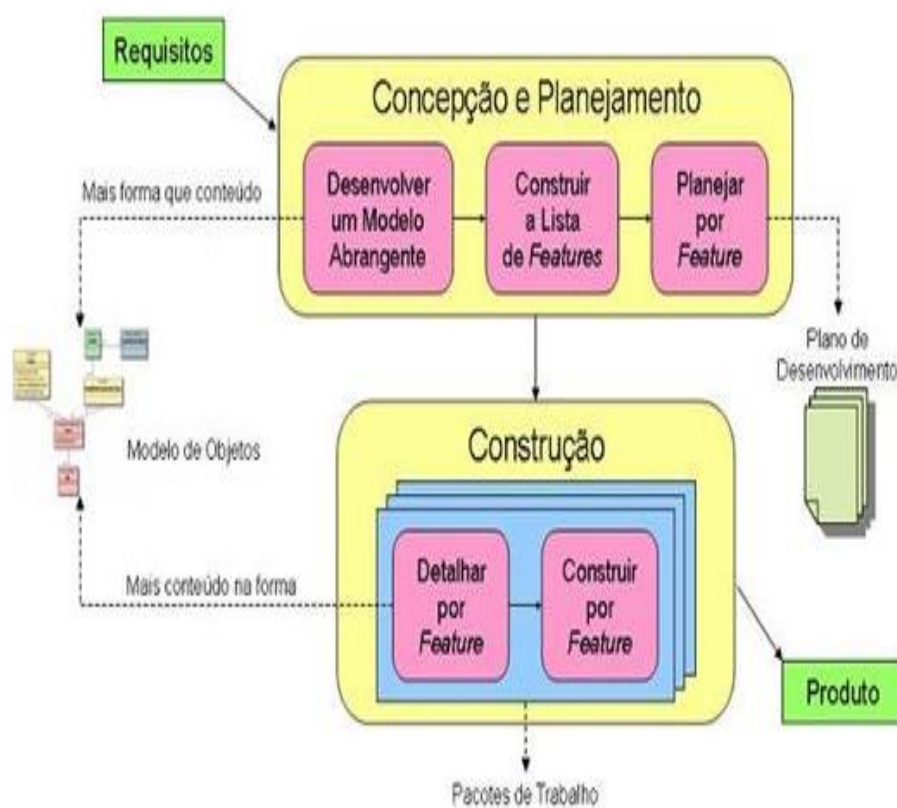 Requisitos
Concepção e Planejamento
Desenvolver
um Modelo
Abrangente
Construir
a Lista
de Features
Planejar
por
Feature
Mais forma que conteúdo
Plano de
Desenvolvimento
Modelo de Objetos
Construção
Detalhar
por
Feature
Construir
por
Feature
Mais conteúdo na forma
Produto
Pacotes de Trabalho